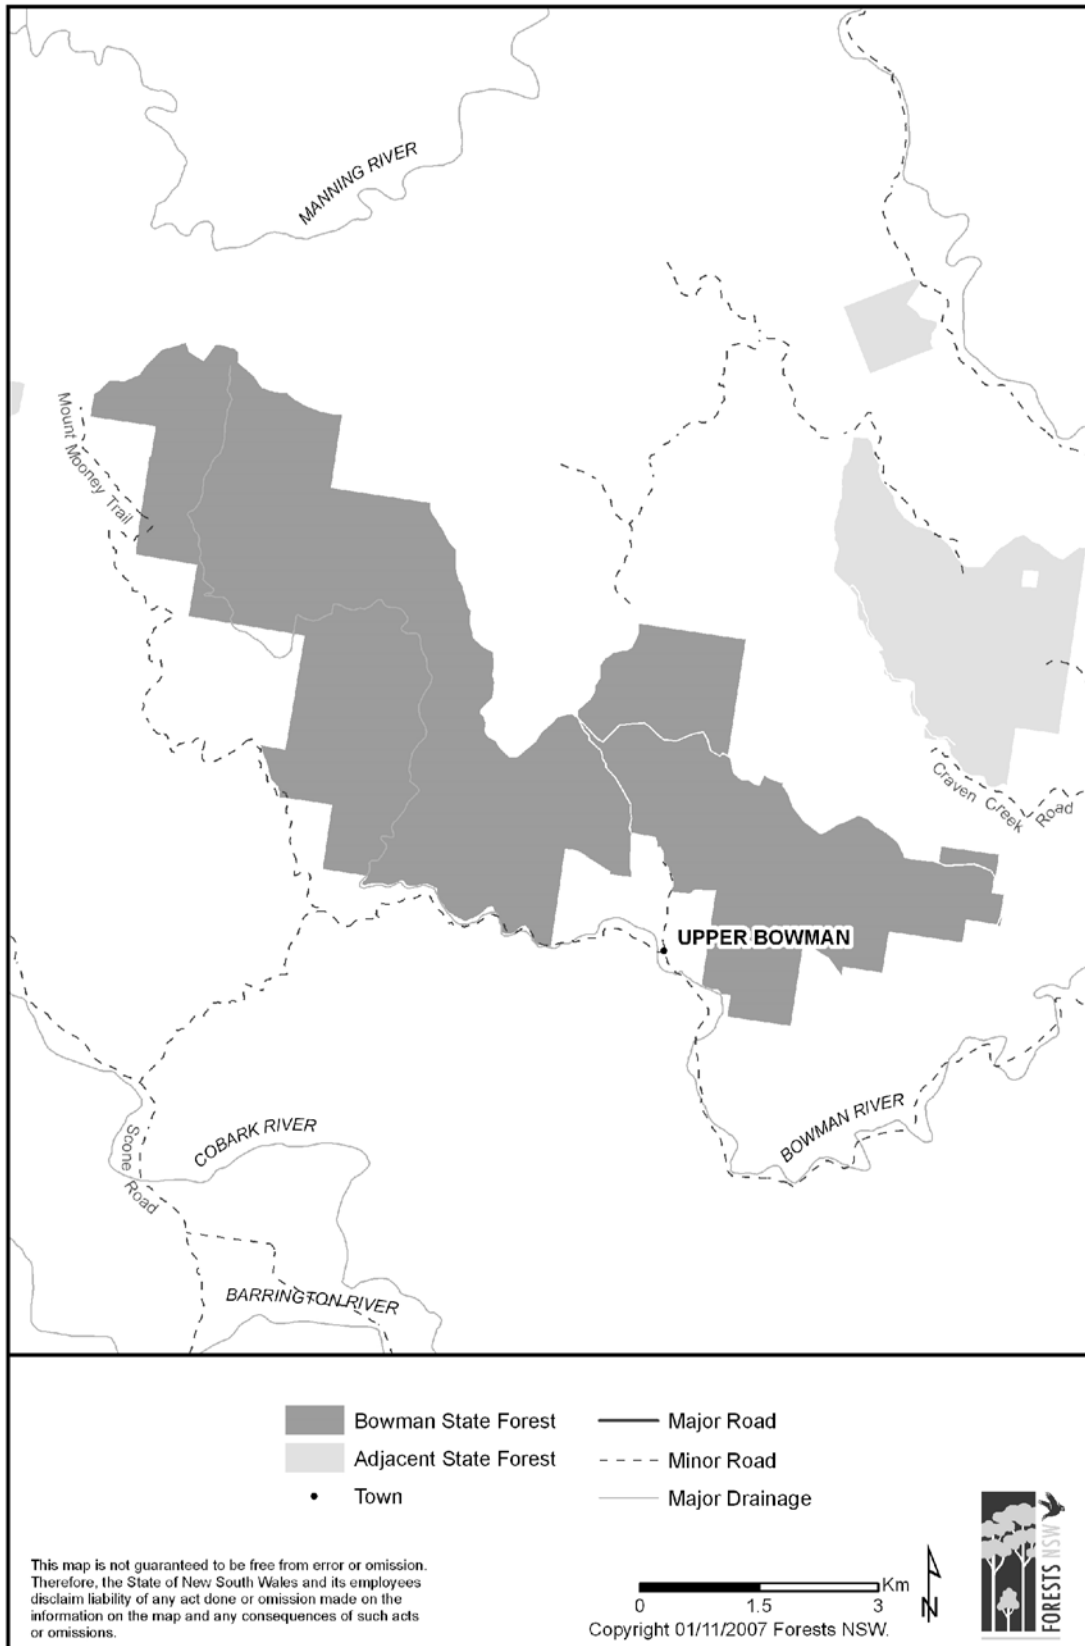 MANNING RIVER
Mount Mooney Trail
Craven Creek Road
UPPER BOWMAN
BOWMAN RIVER
COBARK RIVER
Scone Road
BARRINGTON RIVER
Bowman State Forest
Adjacent State Forest
Town
Major Road
Minor Road
Major Drainage
This map is not guaranteed to be free from error or omission.
Therefore, the State of New South Wales and its employees
disclaim liability of any act done or omission made on the
information on the map and any consequences of such acts
or omissions.
Km
0 1.5 3
Copyright 01/11/2007 Forests NSW.
N
FORESTS NSW